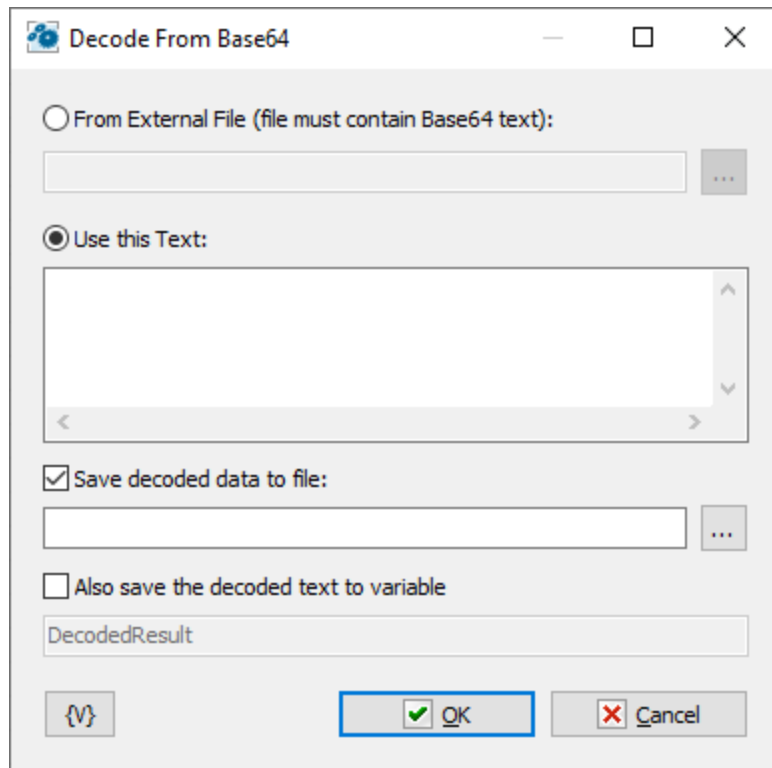 Decode From Base64
From External File (file must contain Base64 text):
...
Use this Text:
Save decoded data to file:
...
Also save the decoded text to variable
DecodedResult
{V} OK Cancel